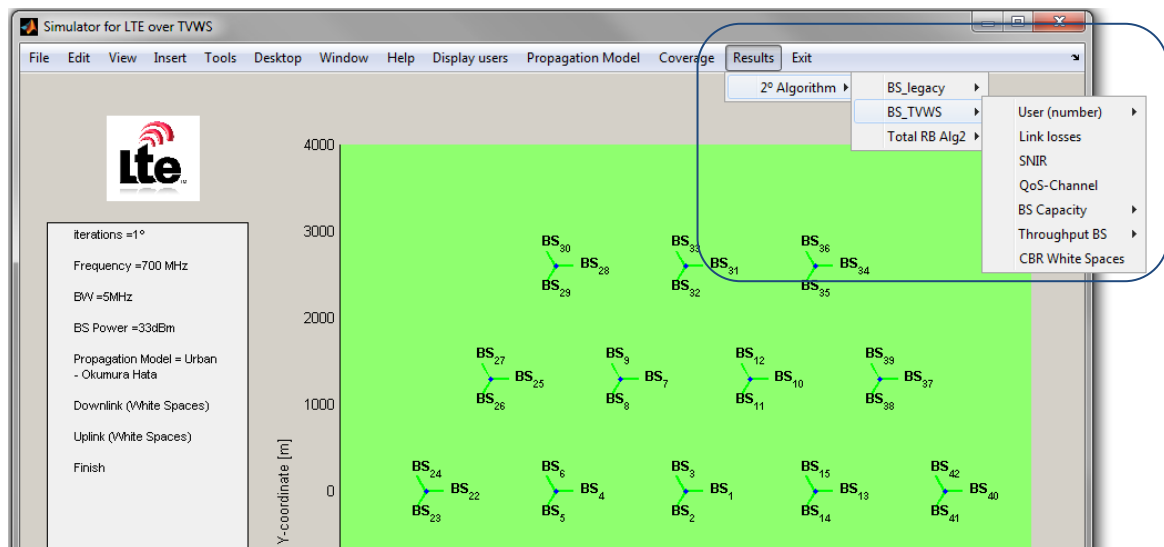 Simulator for LTE over TVWS
File Edit View Insert Tools Desktop Window Help Display users Propagation Model Coverage Results Exit
2º Algorithm
BS_legacy
BS_TVWS
Total RB Alg2
User (number)
Link losses
SNIR
QoS-Channel
BS Capacity
Throughput BS
CBR White Spaces
Lte
iterations =1º
Frequency =700 MHz
BW =5MHz
BS Power =33dBm
Propagation Model = Urban
- Okumura Hata
Downlink (White Spaces)
Uplink (White Spaces)
Finish
Y-coordinate [m]
4000
3000
2000
1000
0
BS30 BS33 BS36
BS28 BS31 BS34
BS29 BS32 BS35
BS27 BS9 BS12 BS39
BS25 BS7 BS10 BS37
BS26 BS8 BS11 BS38
BS24 BS6 BS3 BS15 BS42
BS22 BS4 BS1 BS13 BS40
BS23 BS5 BS2 BS14 BS41